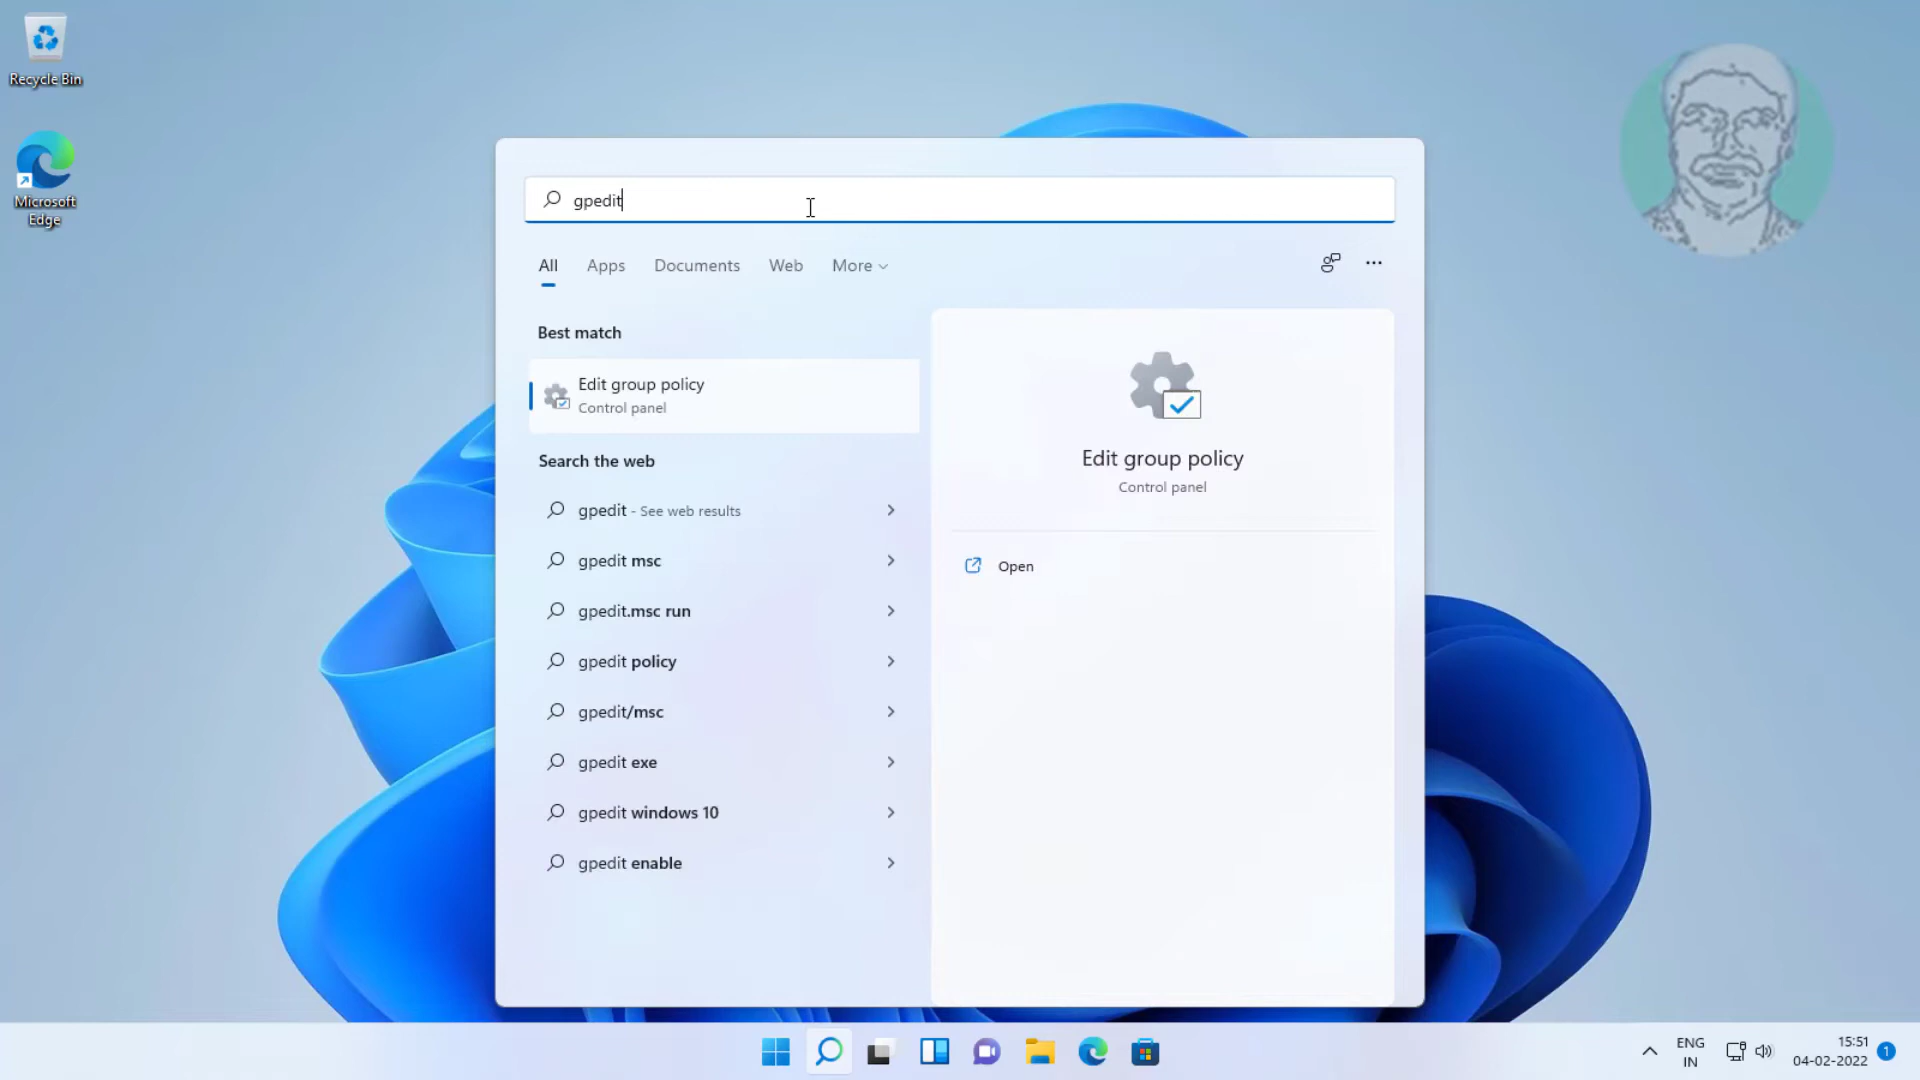 Recycle Bin
Microsoft
Edge
gpedit
All Apps Documents Web More
Best match
Edit group policy
Control panel
Search the web
gpedit - See web results
gpedit msc
gpedit.msc run
gpedit policy
gpedit/msc
gpedit exe
gpedit windows 10
gpedit enable
Edit group policy
Control panel
Open
ENG
IN
15:51
04-02-2022
1